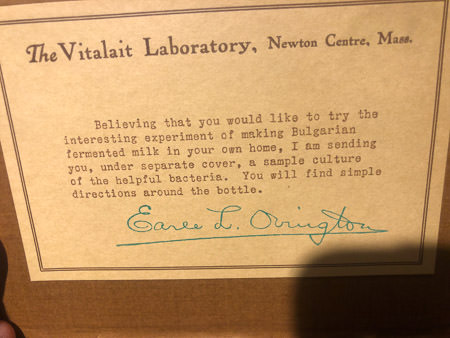 The Vitalait Laboratory, Newton Centre, Mass.
Believing that you would like to try the
interesting experiment of making Bulgarian
fermented milk in your own home, I am sending
you, under separate cover, a sample culture
of the helpful bacteria. You will find simple
directions around the bottle.
Earle L. Ovington